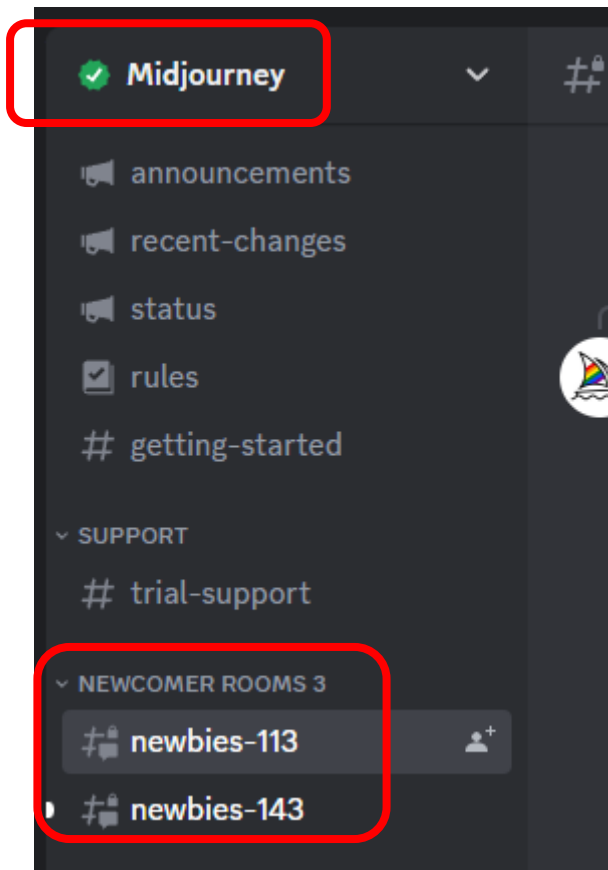 Midjourney
announcements
recent-changes
status
rules
getting-started
SUPPORT
trial-support
NEWCOMER ROOMS 3
newbies-113
newbies-143